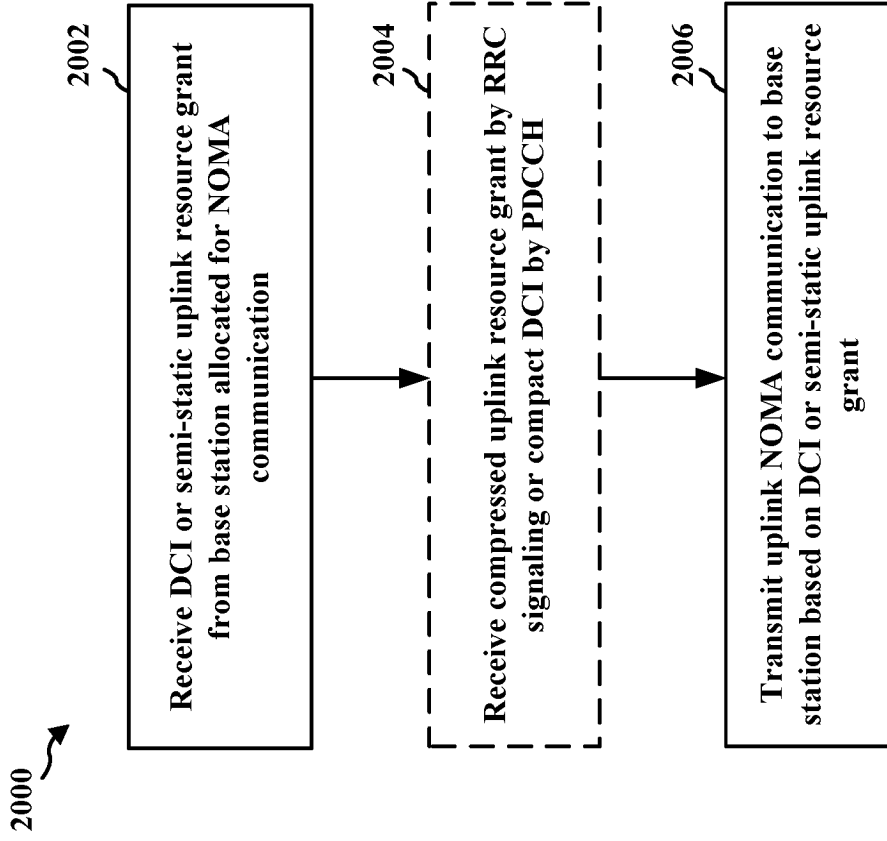 2000
2002
Receive DCI or semi-static uplink resource grant
from base station allocated for NOMA
communication
2004
Receive compressed uplink resource grant by RRC
signaling or compact DCI by PDCCH
2006
Transmit uplink NOMA communication to base
station based on DCI or semi-static uplink resource
grant